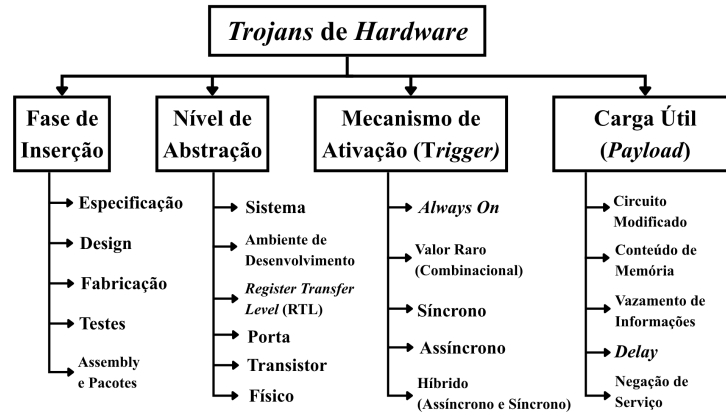 Trojans de Hardware
Fase de
Inserção
Especificação
Design
Fabricação
Testes
Assembly
e Pacotes
Nível de
Abstração
Sistema
Ambiente de
Desenvolvimento
Register Transfer
Level (RTL)
Porta
Transistor
Físico
Mecanismo de
Ativação (Trigger)
Always On
Valor Raro
(Combinacional)
Síncrono
Assíncrono
Híbrido
(Assíncrono e Síncrono)
Carga Útil
(Payload)
Circuito
Modificado
Conteúdo de
Memória
Vazamento de
Informações
Delay
Negação de
Serviço